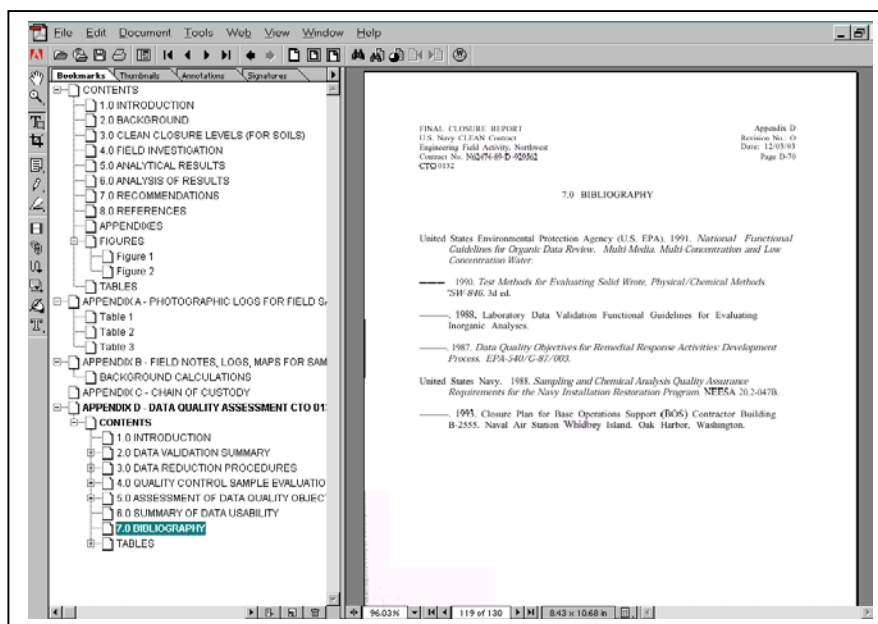 File Edit Document Tools Web View Window Help
Bookmarks Thumbnails Annotations Signatures
CONTENTS
1.0 INTRODUCTION
2.0 BACKGROUND
3.0 CLEAN CLOSURE LEVELS (FOR SOILS)
4.0 FIELD INVESTIGATION
5.0 ANALYTICAL RESULTS
6.0 ANALYSIS OF RESULTS
7.0 RECOMMENDATIONS
8.0 REFERENCES
APPENDIXES
FIGURES
Figure 1
Figure 2
TABLES
APPENDIX A - PHOTOGRAPHIC LOGS FOR FIELD SA
Table 1
Table 2
Table 3
APPENDIX B - FIELD NOTES, LOGS, MAPS FOR SAM
BACKGROUND CALCULATIONS
APPENDIX C - CHAIN OF CUSTODY
APPENDIX D - DATA QUALITY ASSESSMENT CTO 01
CONTENTS
1.0 INTRODUCTION
2.0 DATA VALIDATION SUMMARY
3.0 DATA REDUCTION PROCEDURES
4.0 QUALITY CONTROL SAMPLE EVALUATIO
5.0 ASSESSMENT OF DATA QUALITY OBJEC
6.0 SUMMARY OF DATA USABILITY
7.0 BIBLIOGRAPHY
TABLES
FINAL CLOSURE REPORT
U.S. Navy CLEAN Contract
Engineering Field Activity, Northwest
Contract No. N62474-89-D-929562
CTO 0132
Appendix D
Revision No.: O
Date: 12/03/93
Page D-70
7.0 BIBLIOGRAPHY
United States Environmental Protection Agency (U.S. EPA). 1991. National Functional
Guidelines for Organic Data Review. Multi-Media, Multi-Concentration and Low
Concentration Water.
——— 1990. Test Methods for Evaluating Solid Wrote, Physical/Chemical Methods.
"SW-846, 3d ed.
———. 1988. Laboratory Data Validation Functional Guidelines for Evaluating
Inorganic Analyses.
———. 1987. Data Quality Objectives for Remedial Response Activities: Development
Process. EPA-540/G-87/003.
United States Navy. 1988. Sampling and Chemical Analysis Quality Assurance
Requirements for the Navy Installation Restoration Program. NEESA 20.2-047B.
———. 1993. Closure Plan for Base Operations Support (BOS) Contractor Building
B-2555. Naval Air Station Whidbey Island. Oak Harbor, Washington.
96.03% 119 of 130 8.43 x 10.68 in